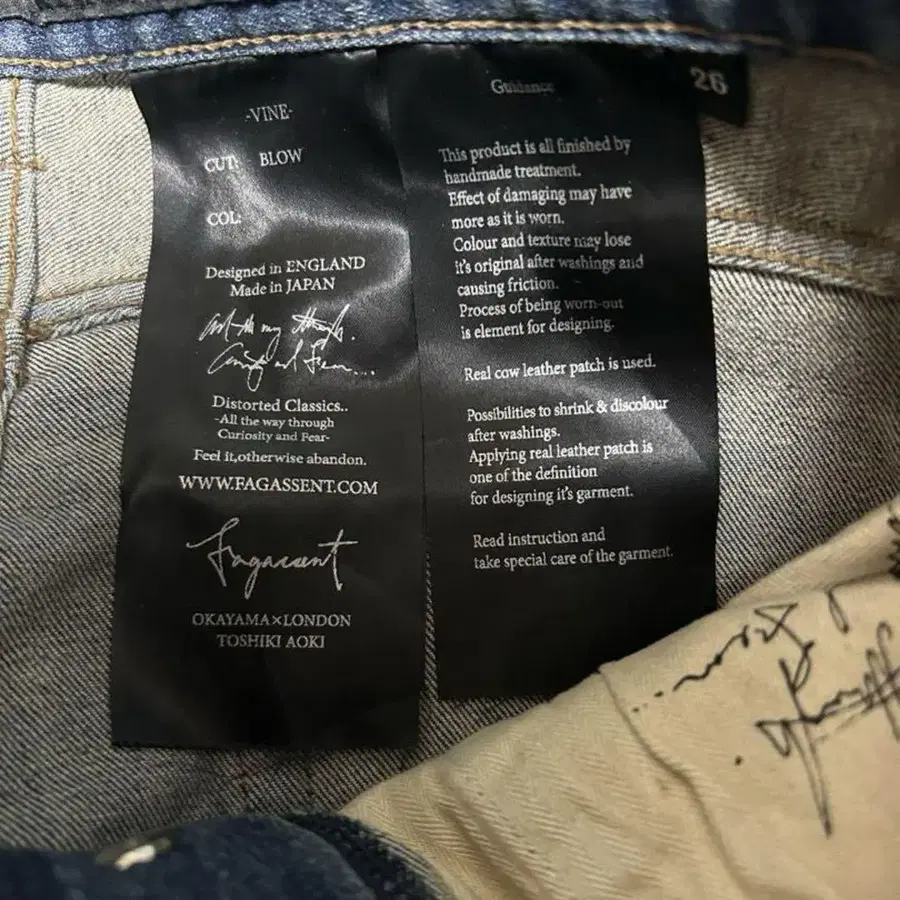 -VINE-
CUT: BLOW
COL:
Designed in ENGLAND
Made in JAPAN
Distorted Classics..
-All the way through
Curiosity and Fear-
Feel it,otherwise abandon.
WWW.FAGASSENT.COM
Fagassent
OKAYAMA×LONDON
TOSHIKI AOKI
26
Guidance
This product is all finished by
handmade treatment.
Effect of damaging may have
more as it is worn.
Colour and texture may lose
it's original after washings and
causing friction.
Process of being worn-out
is element for designing.
Real cow leather patch is used.
Possibilities to shrink & discolour
after washings.
Applying real leather patch is
one of the definition
for designing it's garment.
Read instruction and
take special care of the garment.